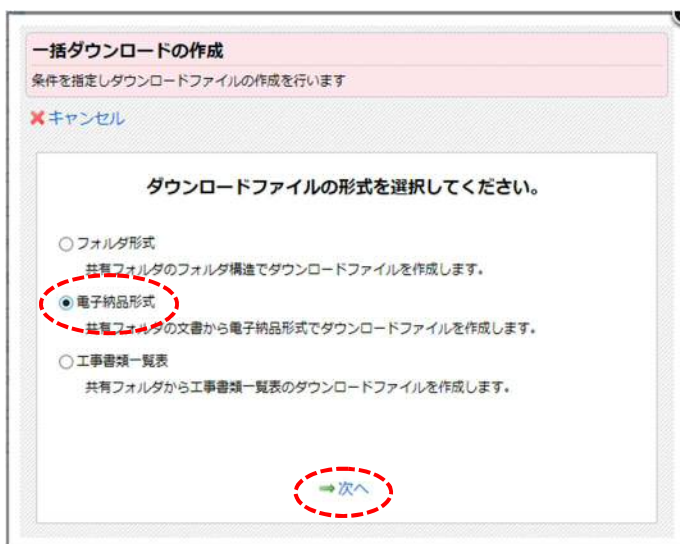 一括ダウンロードの作成
条件を指定しダウンロードファイルの作成を行います
キャンセル
ダウンロードファイルの形式を選択してください。
フォルダ形式
共有フォルダのフォルダ構造でダウンロードファイルを作成します。
電子納品形式
共有フォルダの文書から電子納品形式でダウンロードファイルを作成します。
工事書類一覧表
共有フォルダから工事書類一覧表のダウンロードファイルを作成します。
次へ